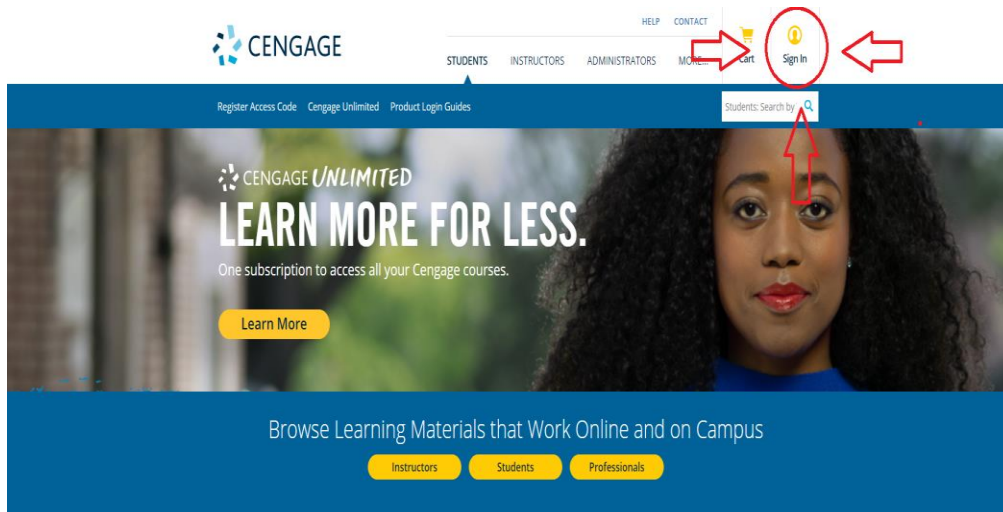 HELP CONTACT
CENGAGE
STUDENTS INSTRUCTORS ADMINISTRATORS MORE... Cart Sign In
Register Access Code Cengage Unlimited Product Login Guides Students: Search by
CENGAGE UNLIMITED
LEARN MORE FOR LESS.
One subscription to access all your Cengage courses.
Learn More
Browse Learning Materials that Work Online and on Campus
Instructors Students Professionals